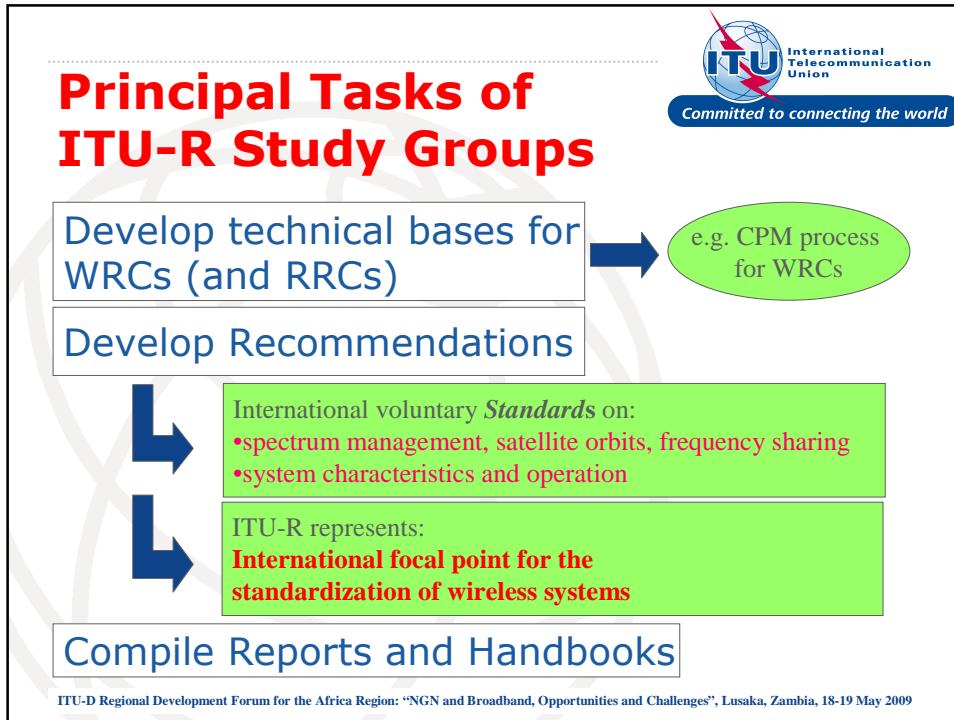 ITU
International
Telecommunication
Union
Committed to connecting the world
Principal Tasks of
ITU-R Study Groups
Develop technical bases for
WRCs (and RRCs)
e.g. CPM process
for WRCs
Develop Recommendations
International voluntary Standards on:
•spectrum management, satellite orbits, frequency sharing
•system characteristics and operation
ITU-R represents:
International focal point for the
standardization of wireless systems
Compile Reports and Handbooks
ITU-D Regional Development Forum for the Africa Region: “NGN and Broadband, Opportunities and Challenges”, Lusaka, Zambia, 18-19 May 2009